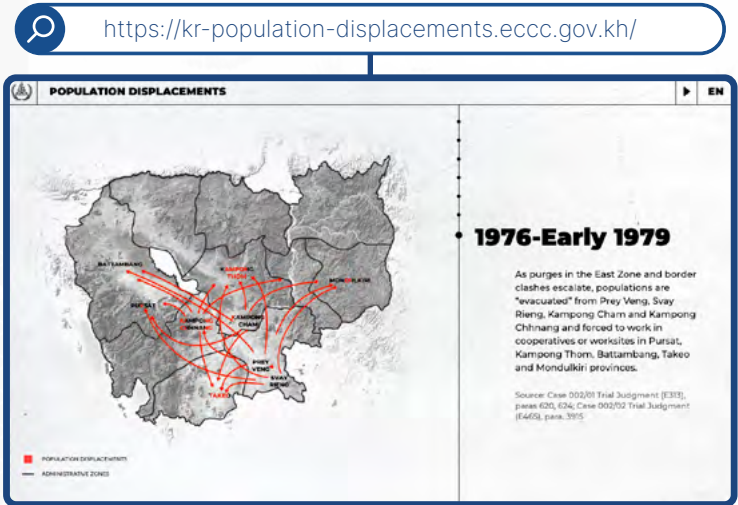 https://kr-population-displacements.eccc.gov.kh/
POPULATION DISPLACEMENTS
EN
1976-Early 1979
As purges in the East Zone and border
clashes escalate, populations are
"evacuated" from Prey Veng, Svay
Rieng, Kampong Cham and Kampong
Chhnang and forced to work in
cooperatives or worksites in Pursat,
Kampong Thom, Battambang, Takeo
and Mondulkiri provinces.
Source: Case 002/01 Trial Judgment (E313),
paras 620, 624; Case 002/02 Trial Judgment
(E465), para. 3915
BATTAMBANG
KAMPONG
THOM
MONDULKIRI
PURSAT
KAMPONG
CHHNANG
KAMPONG
CHAM
PREY
VENG
SVAY
RIENG
TAKEO
POPULATION DISPLACEMENTS
ADMINISTRATIVE ZONES